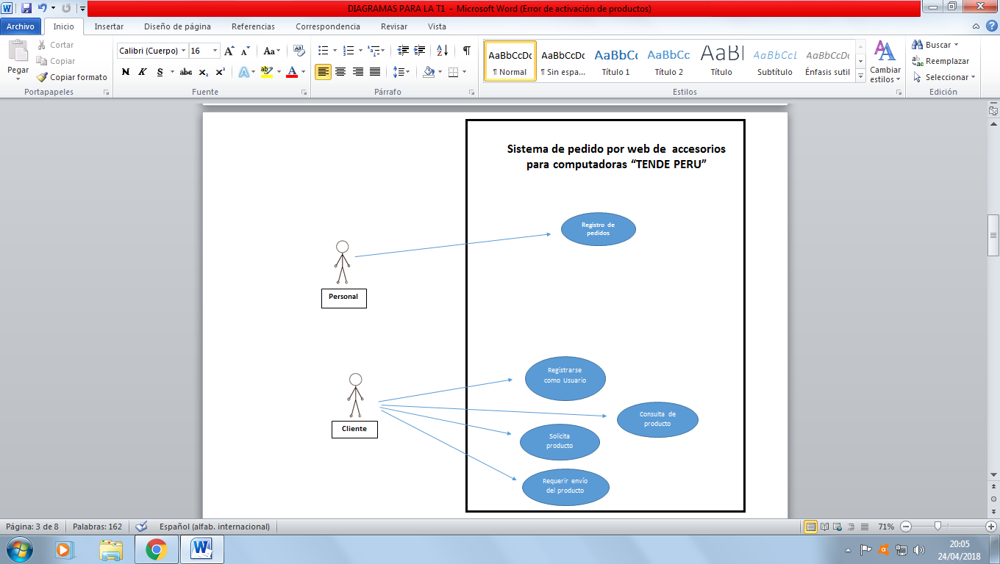 DIAGRAMAS PARA LA T1 - Microsoft Word (Error de activación de productos)
Archivo Inicio Insertar Diseño de página Referencias Correspondencia Revisar Vista
Pegar
Cortar
Copiar
Copiar formato
Portapapeles
Calibri (Cuerpo) 16
N K S abc x₂ x²
Fuente
Párrafo
AaBbCcDc AaBbCcDc AaBbCc AaBbCc AaBl AaBbCcL AaBbCcDc
¶ Normal ¶ Sin espa... Título 1 Título 2 Título Subtítulo Énfasis sutil
Cambiar
estilos
Estilos
Buscar
Reemplazar
Seleccionar
Edición
Sistema de pedido por web de accesorios
para computadoras “TENDE PERU”
Registro de
pedidos
Personal
Registrarse
como Usuario
Cliente
Consulta de
producto
Solicita
producto
Requerir envío
del producto
Página: 3 de 8 Palabras: 162 Español (alfab. internacional) 71%
20:05
24/04/2018